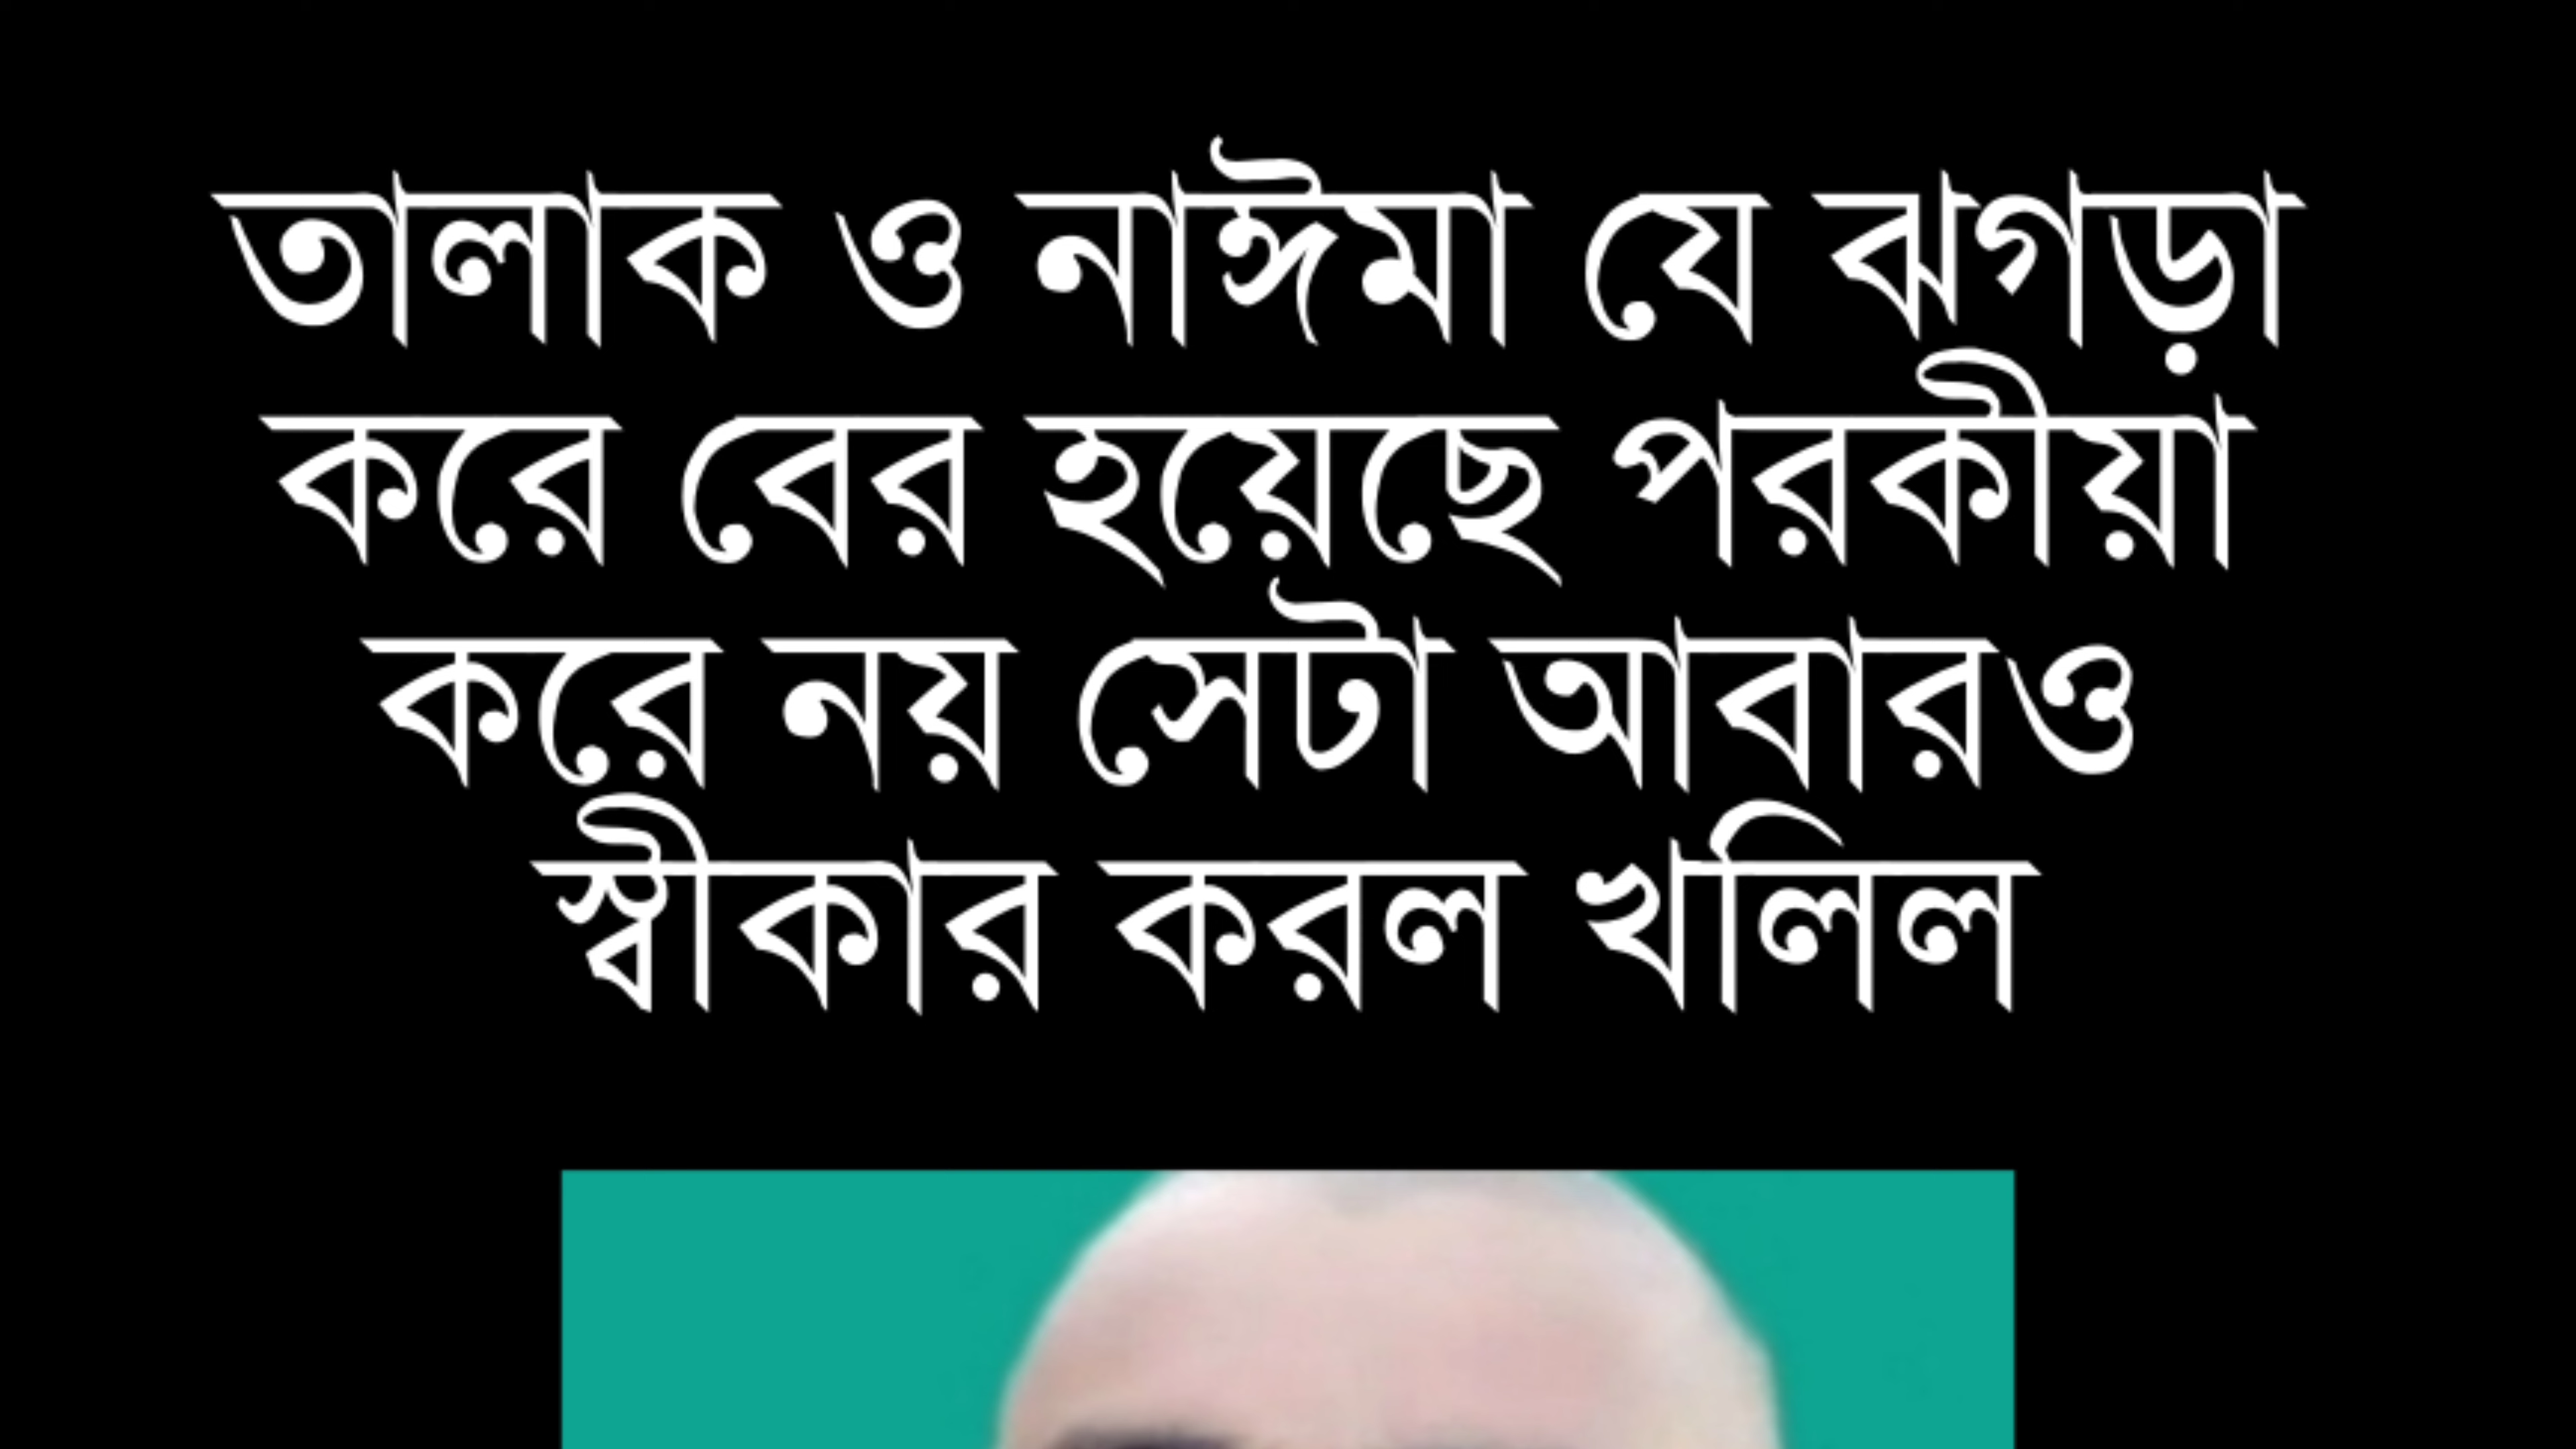 তালাক ও নাঈমা যে ঝগড়া
করে বের হয়েছে পরকীয়া
করে নয় সেটা আবারও
স্বীকার করল খলিল